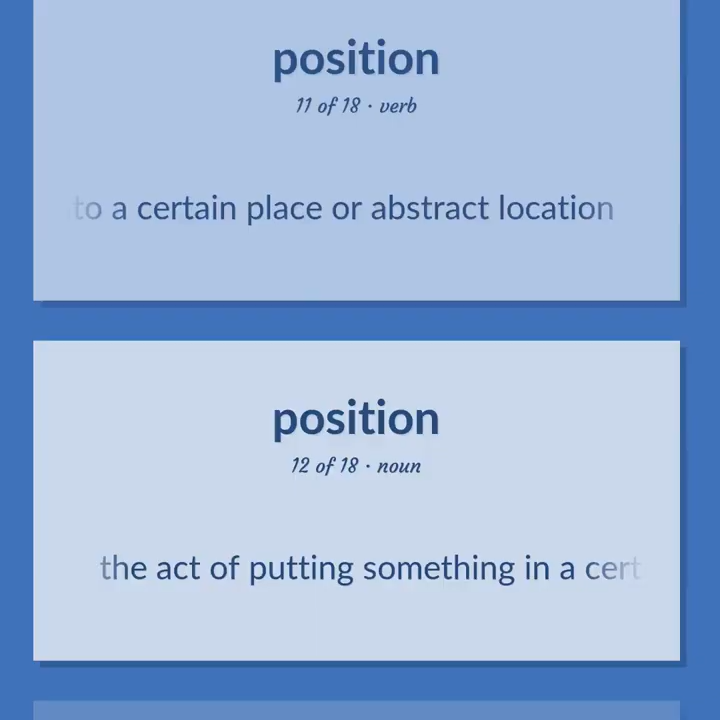 position
11 of 18 · verb
to a certain place or abstract location
position
12 of 18 · noun
the act of putting something in a cert